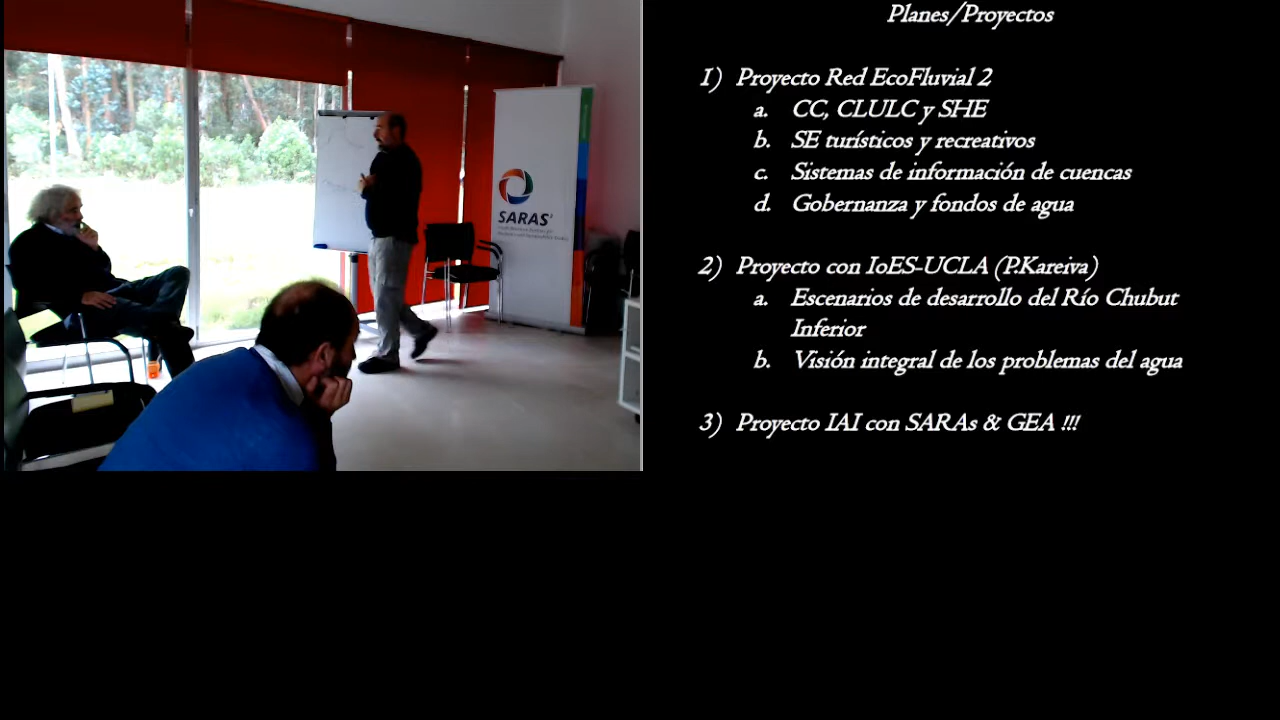 SARAS²
Planes/Proyectos
1) Proyecto Red EcoFluvial 2
a. CC, CLULC y SHE
b. SE turísticos y recreativos
c. Sistemas de información de cuencas
d. Gobernanza y fondos de agua
2) Proyecto con IoES-UCLA (P.Kareiva)
a. Escenarios de desarrollo del Río Chubut
Inferior
b. Visión integral de los problemas del agua
3) Proyecto IAI con SARAs & GEA !!!